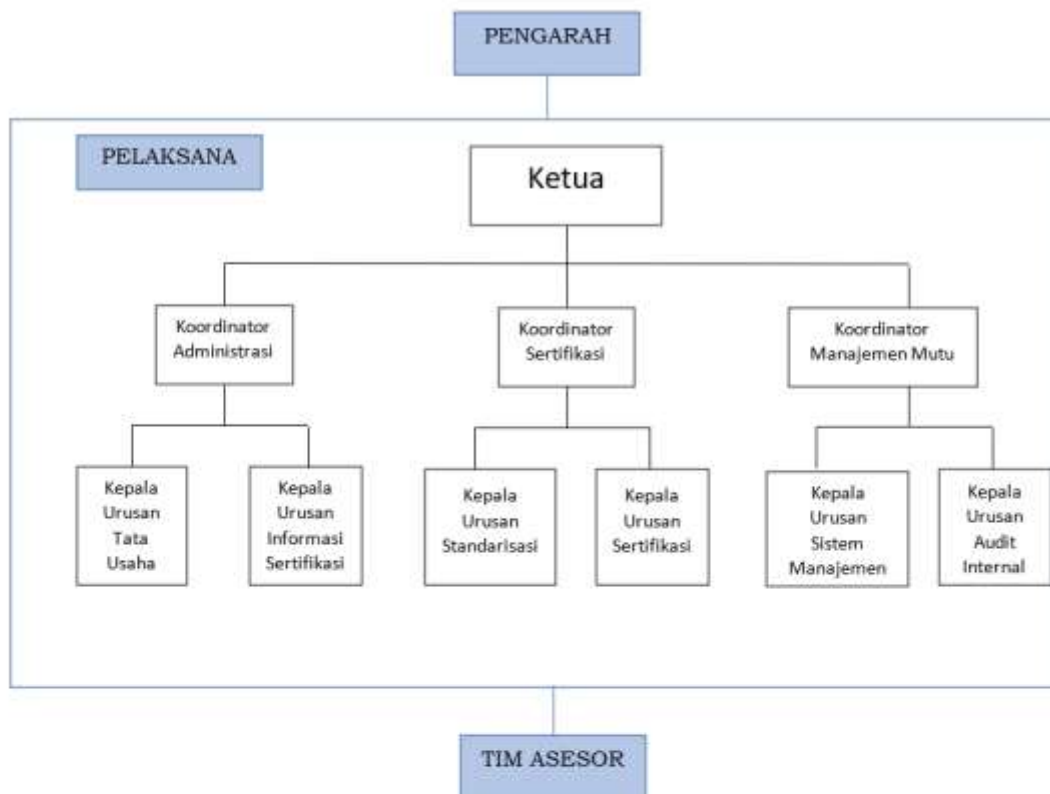 PENGARAH
PELAKSANA
Ketua
Koordinator
Administrasi
Koordinator
Sertifikasi
Koordinator
Manajemen Mutu
Kepala
Urusan
Tata
Usaha
Kepala
Urusan
Informasi
Sertifikasi
Kepala
Urusan
Standarisasi
Kepala
Urusan
Sertifikasi
Kepala
Urusan
Sistem
Manajemen
Kepala
Urusan
Audit
Internal
TIM ASESOR